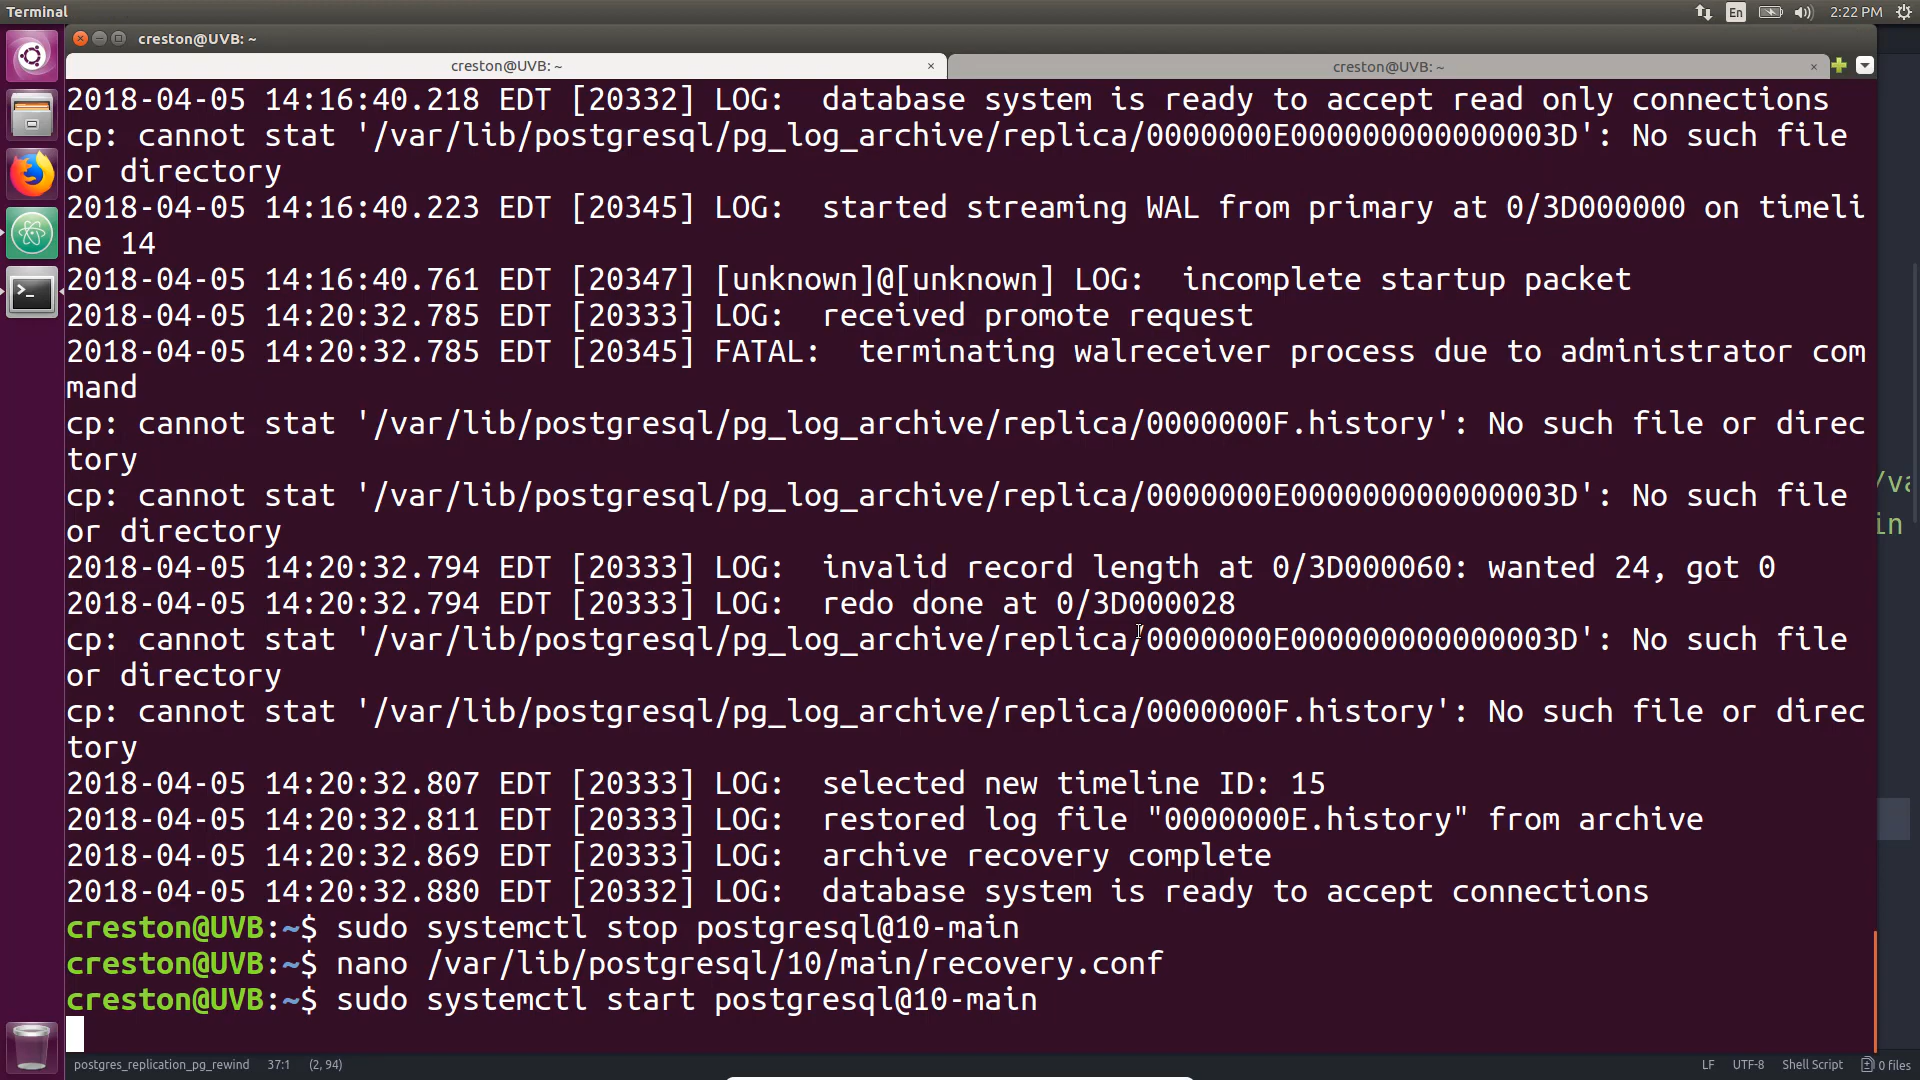 Terminal
En
2:22 PM
creston@UVB: ~
creston@UVB: ~ ×
creston@UVB: ~ ×
2018-04-05 14:16:40.218 EDT [20332] LOG:  database system is ready to accept read only connections
cp: cannot stat '/var/lib/postgresql/pg_log_archive/replica/0000000E000000000000003D': No such file
or directory
2018-04-05 14:16:40.223 EDT [20345] LOG:  started streaming WAL from primary at 0/3D000000 on timeli
ne 14
2018-04-05 14:16:40.761 EDT [20347] [unknown]@[unknown] LOG:  incomplete startup packet
2018-04-05 14:20:32.785 EDT [20333] LOG:  received promote request
2018-04-05 14:20:32.785 EDT [20345] FATAL:  terminating walreceiver process due to administrator com
mand
cp: cannot stat '/var/lib/postgresql/pg_log_archive/replica/0000000F.history': No such file or direc
tory
cp: cannot stat '/var/lib/postgresql/pg_log_archive/replica/0000000E000000000000003D': No such file
or directory
2018-04-05 14:20:32.794 EDT [20333] LOG:  invalid record length at 0/3D000060: wanted 24, got 0
2018-04-05 14:20:32.794 EDT [20333] LOG:  redo done at 0/3D000028
cp: cannot stat '/var/lib/postgresql/pg_log_archive/replica/0000000E000000000000003D': No such file
or directory
cp: cannot stat '/var/lib/postgresql/pg_log_archive/replica/0000000F.history': No such file or direc
tory
2018-04-05 14:20:32.807 EDT [20333] LOG:  selected new timeline ID: 15
2018-04-05 14:20:32.811 EDT [20333] LOG:  restored log file "0000000E.history" from archive
2018-04-05 14:20:32.869 EDT [20333] LOG:  archive recovery complete
2018-04-05 14:20:32.880 EDT [20332] LOG:  database system is ready to accept connections
creston@UVB:~$ sudo systemctl stop postgresql@10-main
creston@UVB:~$ nano /var/lib/postgresql/10/main/recovery.conf
creston@UVB:~$ sudo systemctl start postgresql@10-main
/va
in
postgres_replication_pg_rewind 37:1 (2, 94)
LF UTF-8 Shell Script 0 files